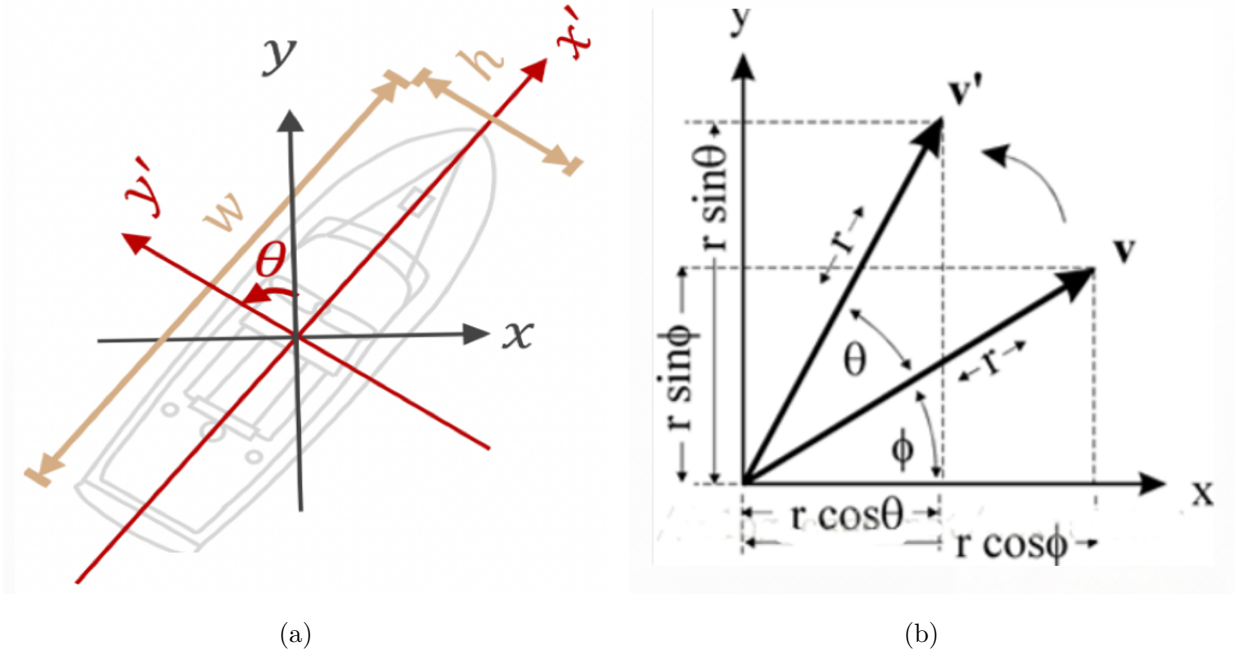 y
x'
h
y'
w
θ
x
y
v'
v
r sinθ
r
r sinϕ
θ
r
ϕ
x
r cosθ
r cosϕ
(a)
(b)